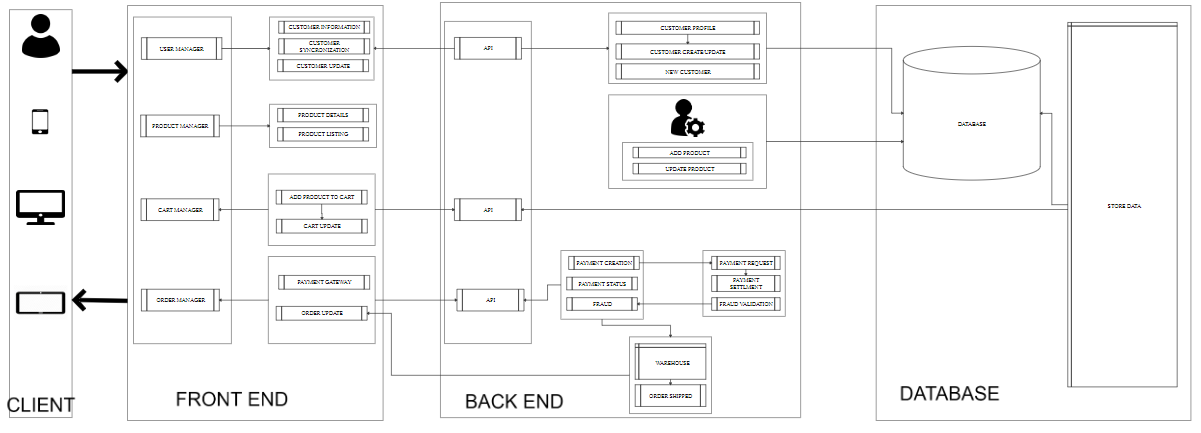 USER MANAGER
PRODUCT MANAGER
CART MANAGER
ORDER MANAGER
CUSTOMER INFORMATION
CUSTOMER
SYNCRONIZATION
CUSTOMER UPDATE
PRODUCT DETAILS
PRODUCT LISTING
ADD PRODUCT TO CART
CART UPDATE
PAYMENT GATEWAY
ORDER UPDATE
API
API
API
CUSTOMER PROFILE
CUSTOMER CREATE/UPDATE
NEW CUSTOMER
ADD PRODUCT
UPDATE PRODUCT
PAYMENT CREATION
PAYMENT STATUS
FRAUD
PAYMENT REQUEST
PAYMENT
SETTLMENT
FRAUD VALIDATION
WAREHOUSE
ORDER SHIPPED
DATABASE
STORE DATA
CLIENT
FRONT END
BACK END
DATABASE